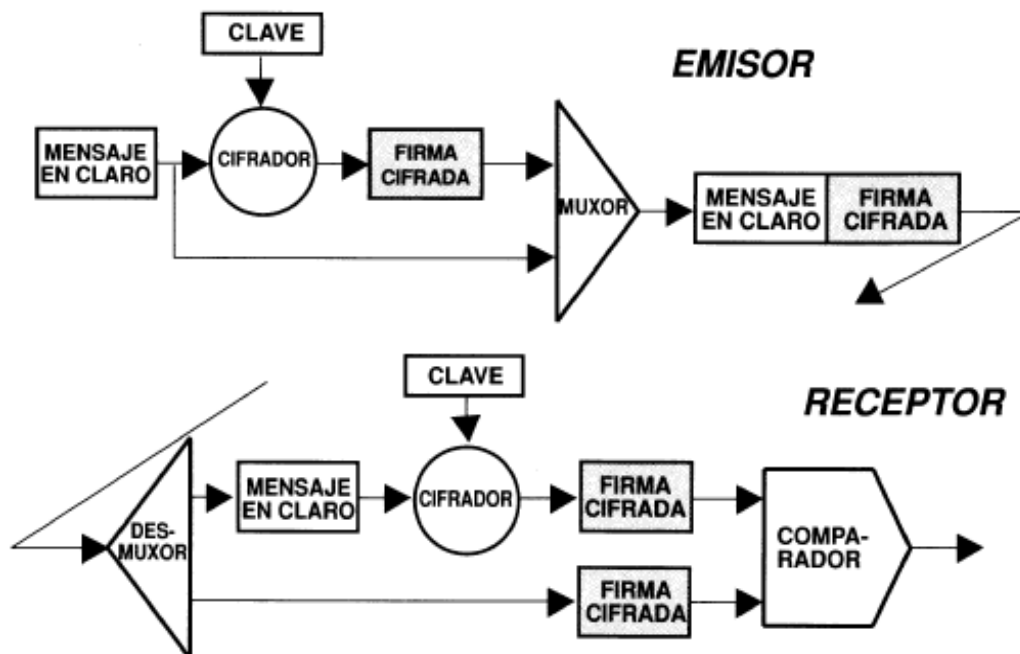 CLAVE
EMISOR
MENSAJE
EN CLARO
CIFRADOR
FIRMA
CIFRADA
MUXOR
MENSAJE
EN CLARO
FIRMA
CIFRADA
CLAVE
RECEPTOR
MENSAJE
EN CLARO
CIFRADOR
FIRMA
CIFRADA
DES-
MUXOR
COMPA-
RADOR
FIRMA
CIFRADA